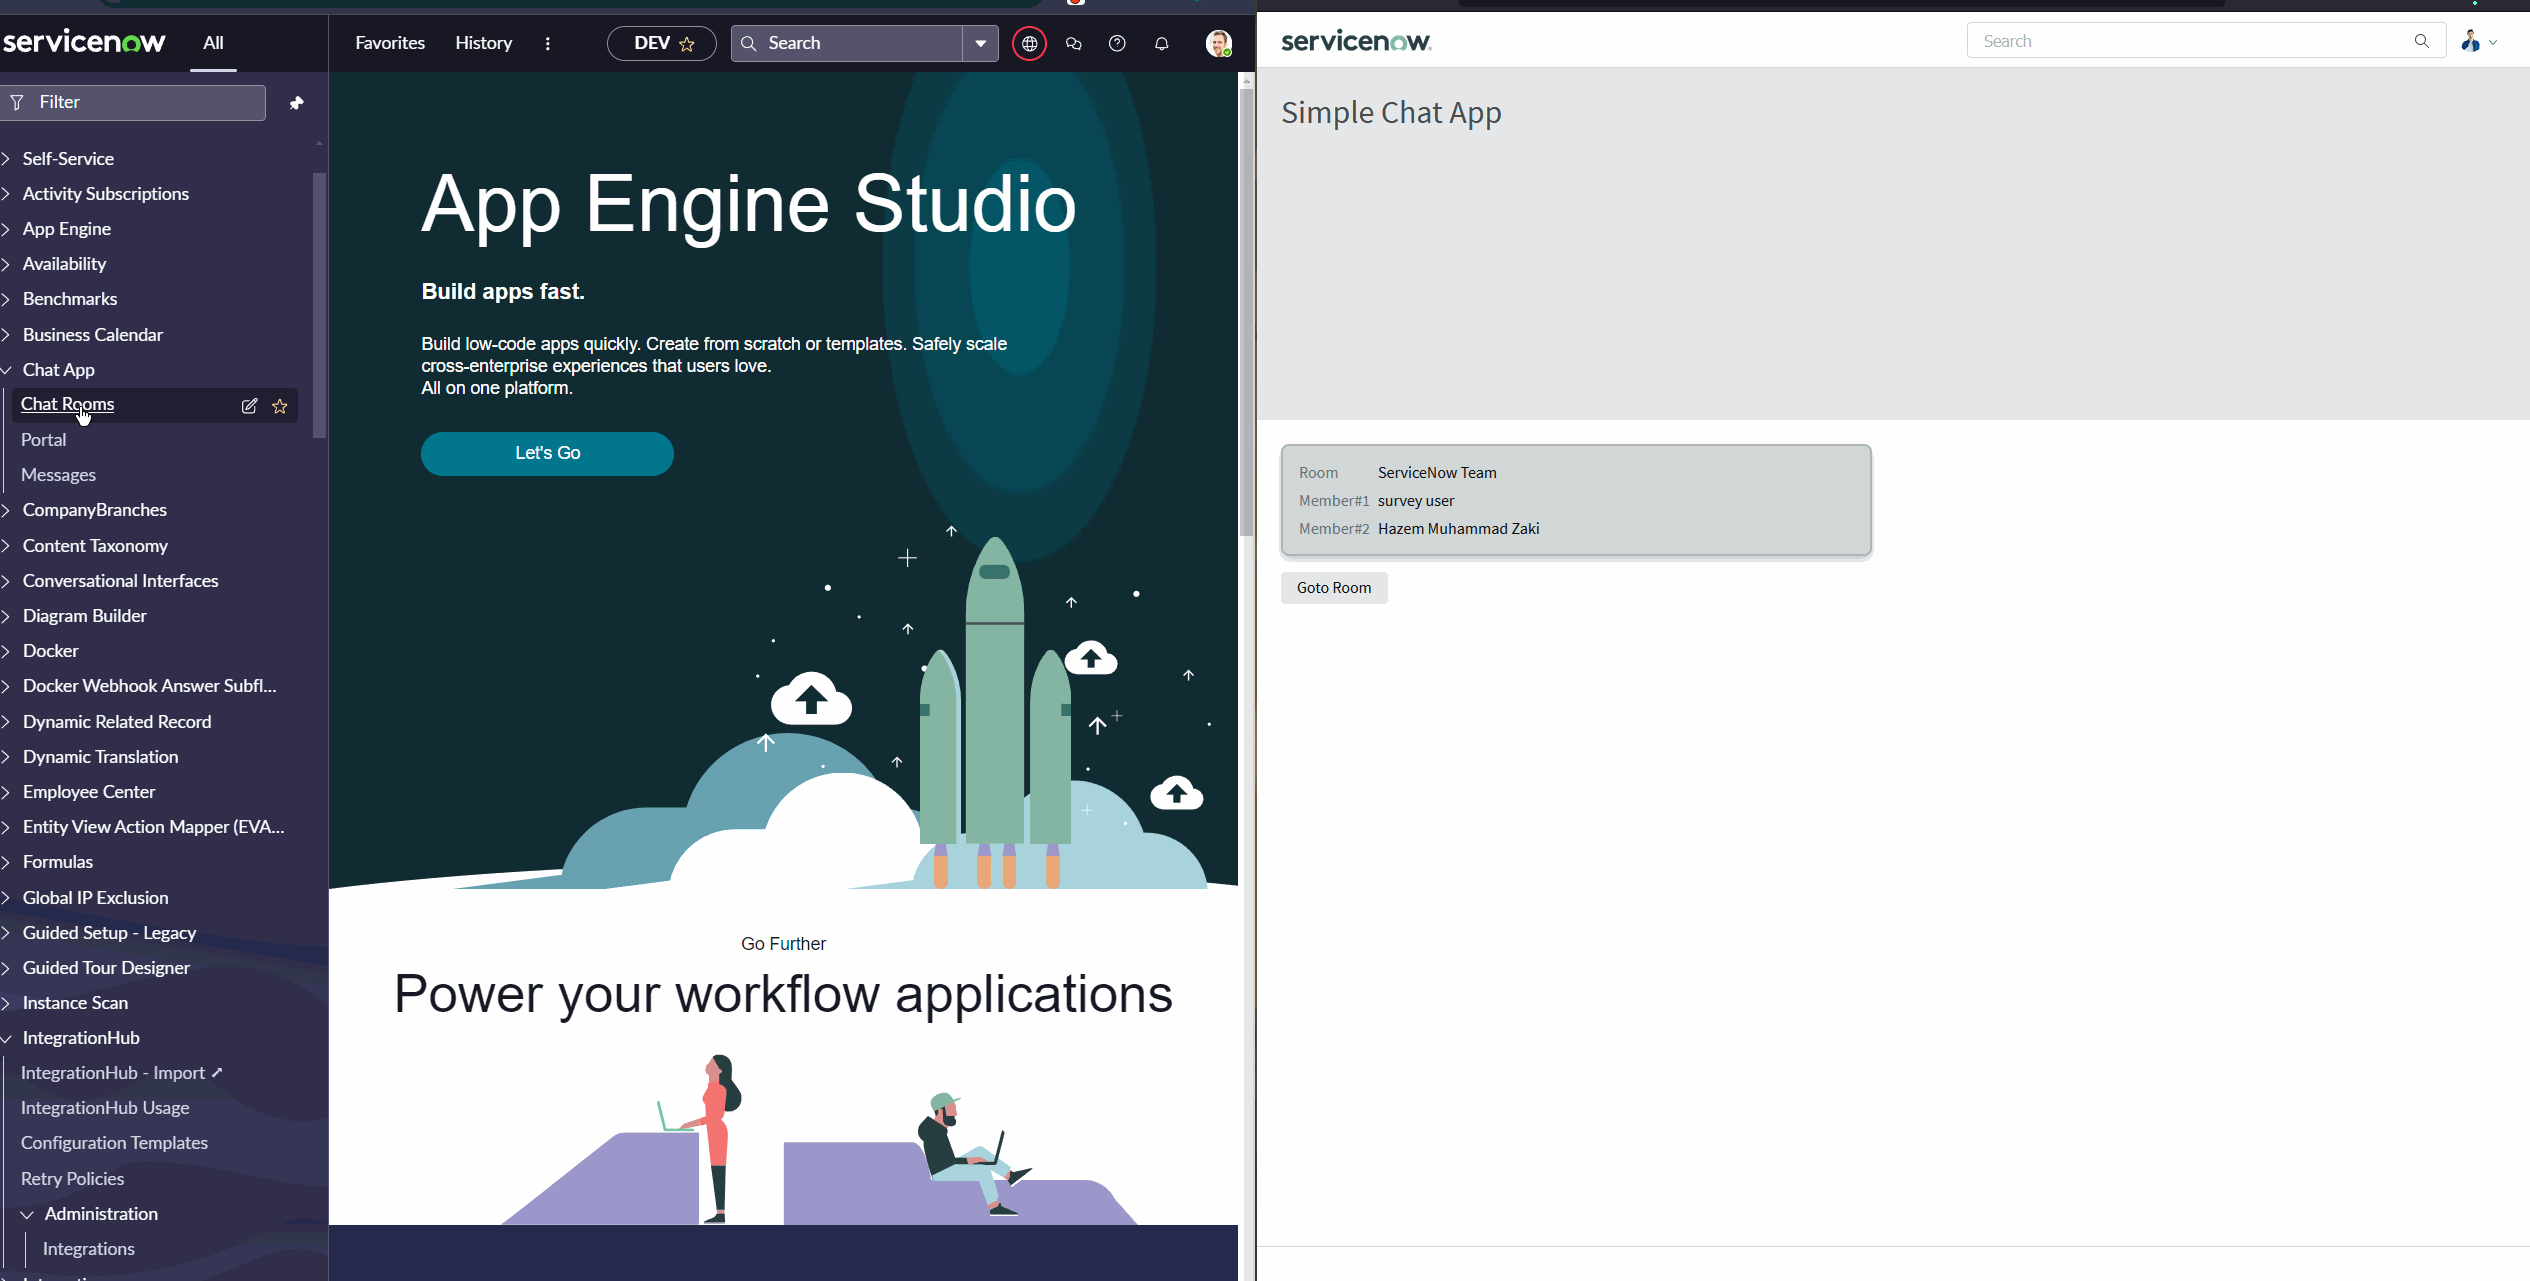 servicenow
All
Favorites
History
DEV
Search
Filter
Self-Service
Activity Subscriptions
App Engine
Availability
Benchmarks
Business Calendar
Chat App
Chat Rooms
Portal
Messages
CompanyBranches
Content Taxonomy
Conversational Interfaces
Diagram Builder
Docker
Docker Webhook Answer Subfl...
Dynamic Related Record
Dynamic Translation
Employee Center
Entity View Action Mapper (EVA...
Formulas
Global IP Exclusion
Guided Setup - Legacy
Guided Tour Designer
Instance Scan
IntegrationHub
IntegrationHub - Import
IntegrationHub Usage
Configuration Templates
Retry Policies
Administration
Integrations
App Engine Studio
Build apps fast.
Build low-code apps quickly. Create from scratch or templates. Safely scale
cross-enterprise experiences that users love.
All on one platform.
Let's Go
Go Further
Power your workflow applications
servicenow.
Search
Simple Chat App
Room ServiceNow Team
Member#1 survey user
Member#2 Hazem Muhammad Zaki
Goto Room